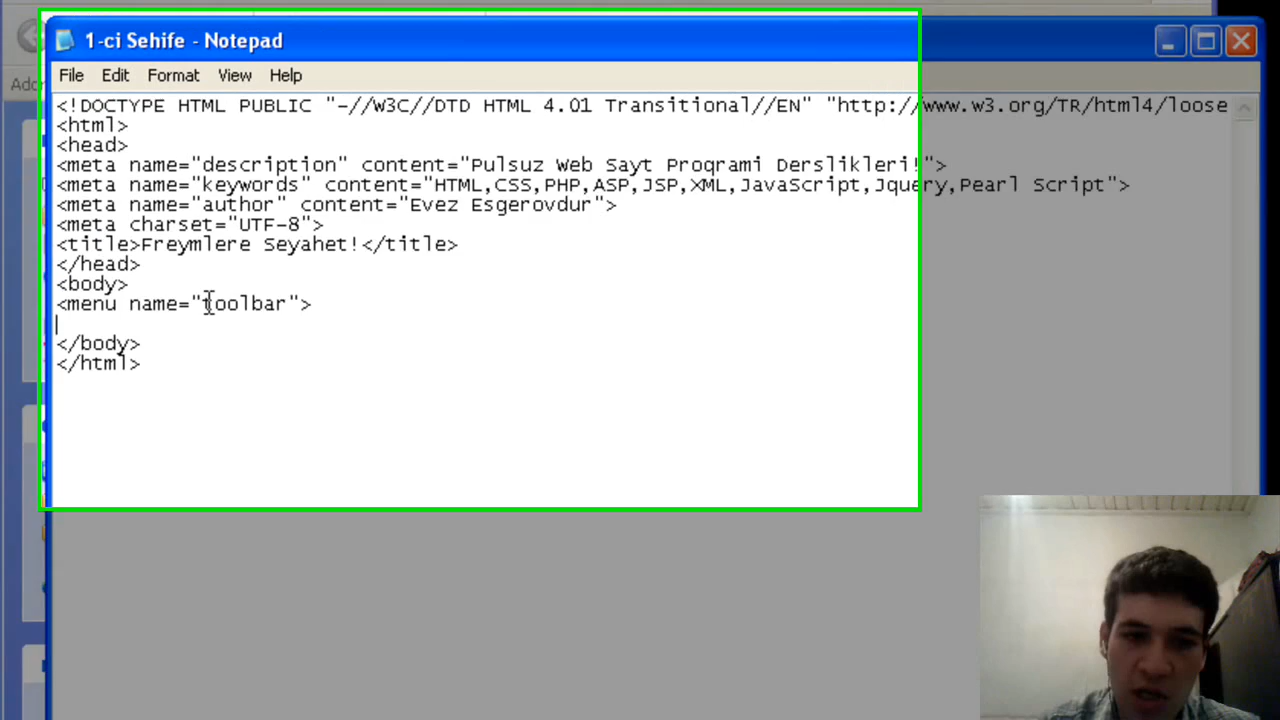 1-ci Sehife - Notepad
File Edit Format View Help
<!DOCTYPE HTML PUBLIC "-//W3C//DTD HTML 4.01 Transitional//EN" "http://www.w3.org/TR/html4/loose
<html>
<head>
<meta name="description" content="Pulsuz Web Sayt Proqrami Derslikleri!">
<meta name="keywords" content="HTML,CSS,PHP,ASP,JSP,XML,JavaScript,Jquery,Pearl Script">
<meta name="author" content="Evez Esgerovdur">
<meta charset="UTF-8">
<title>Freymlere Seyahet!</title>
</head>
<body>
<menu name="toolbar">
</body>
</html>